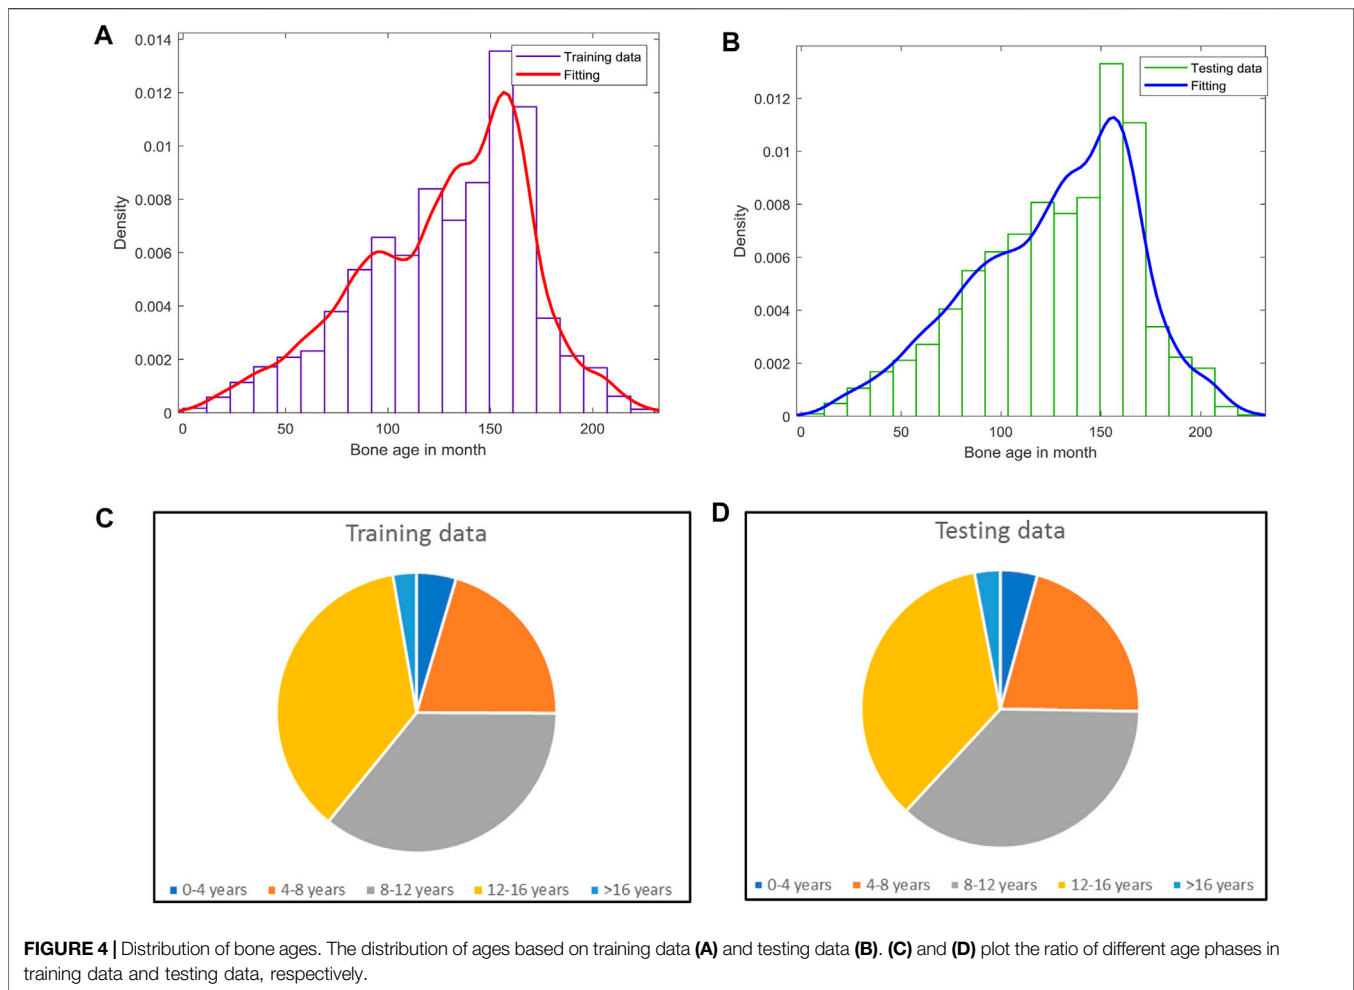 A
Density
0.014
0.012
0.01
0.008
0.006
0.004
0.002
0
0 50 100 150 200
Bone age in month
Training data
Fitting
B
Density
0.012
0.01
0.008
0.006
0.004
0.002
0
0 50 100 150 200
Bone age in month
Testing data
Fitting
C
Training data
0-4 years 4-8 years 8-12 years 12-16 years >16 years
D
Testing data
0-4 years 4-8 years 8-12 years 12-16 years >16 years
FIGURE 4 | Distribution of bone ages. The distribution of ages based on training data (A) and testing data (B). (C) and (D) plot the ratio of different age phases in
training data and testing data, respectively.